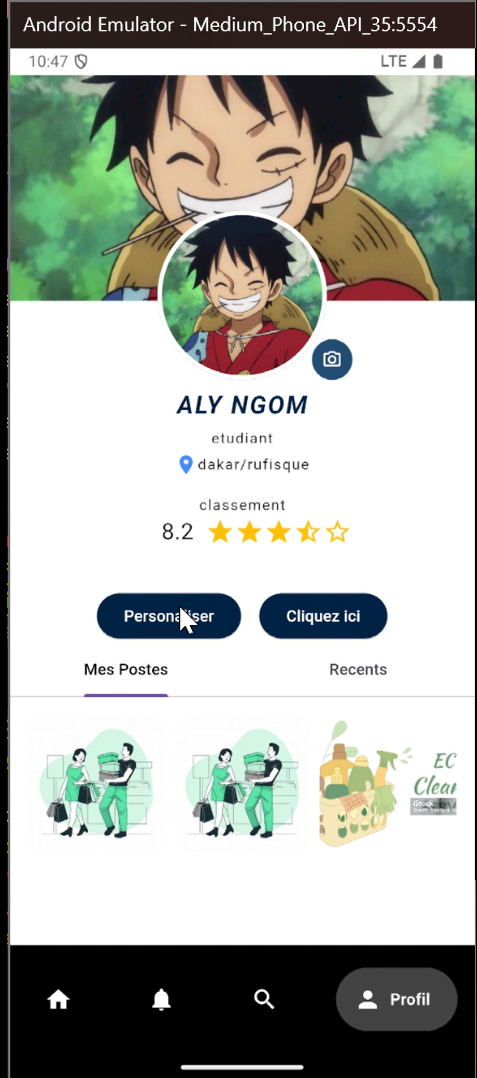 Android Emulator - Medium_Phone_API_35:5554
10:47 LTE
ALY NGOM
etudiant
dakar/rufisque
classement
8.2
Personaliser Cliquez ici
Mes Postes Recents
EC
Clean
iStock
Profil